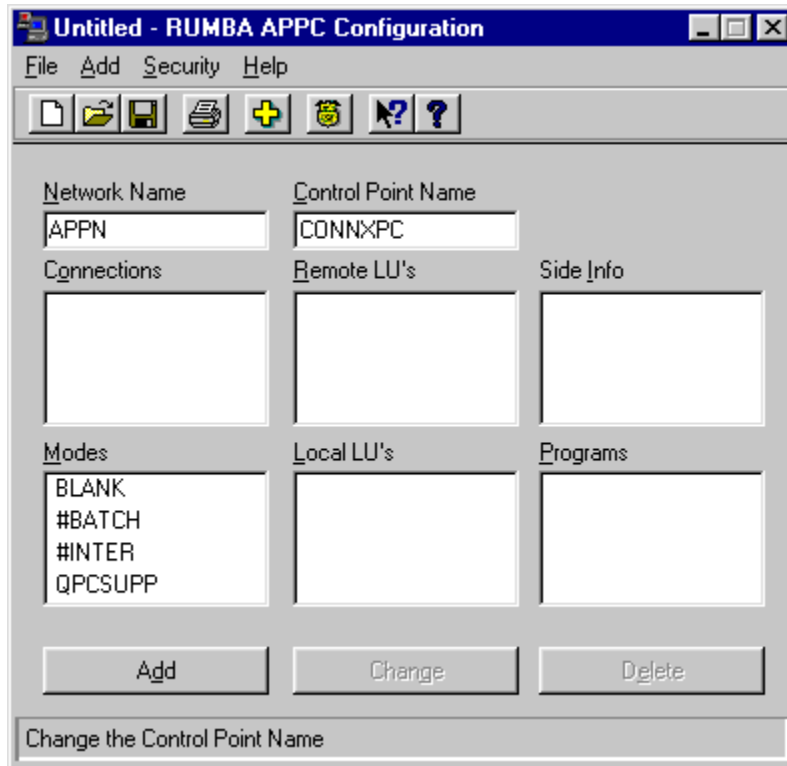 Untitled - RUMBA APPC Configuration
File Add Security Help
Network Name Control Point Name
APPN CONNXPC
Connections Remote LU's Side Info
Modes Local LU's Programs
BLANK
#BATCH
#INTER
QPCSUPP
Add Change Delete
Change the Control Point Name